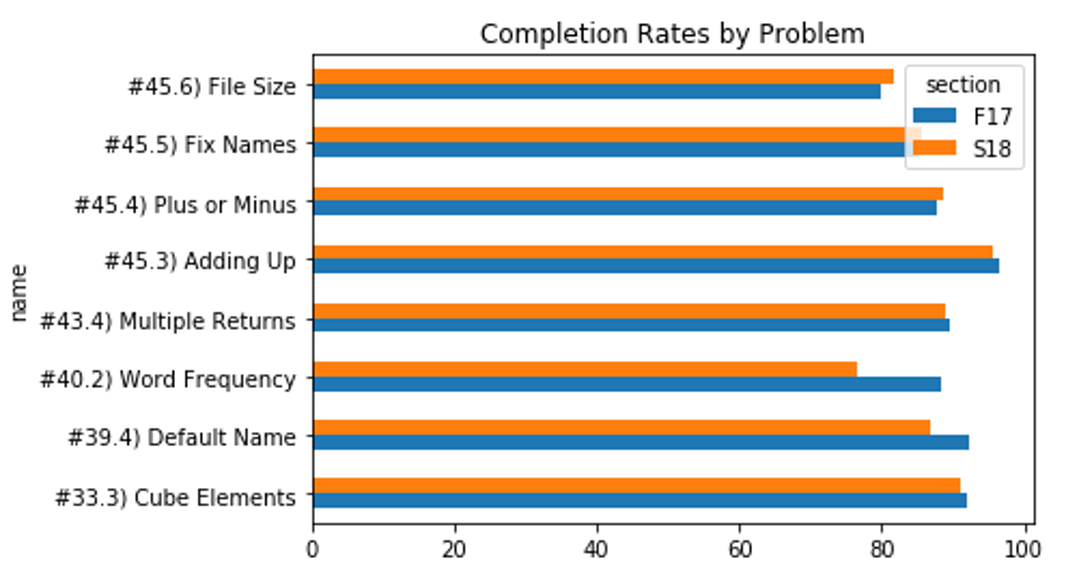 Completion Rates by Problem
#45.6) File Size
#45.5) Fix Names
#45.4) Plus or Minus
#45.3) Adding Up
#43.4) Multiple Returns
#40.2) Word Frequency
#39.4) Default Name
#33.3) Cube Elements
name
section
F17
S18
0 20 40 60 80 100